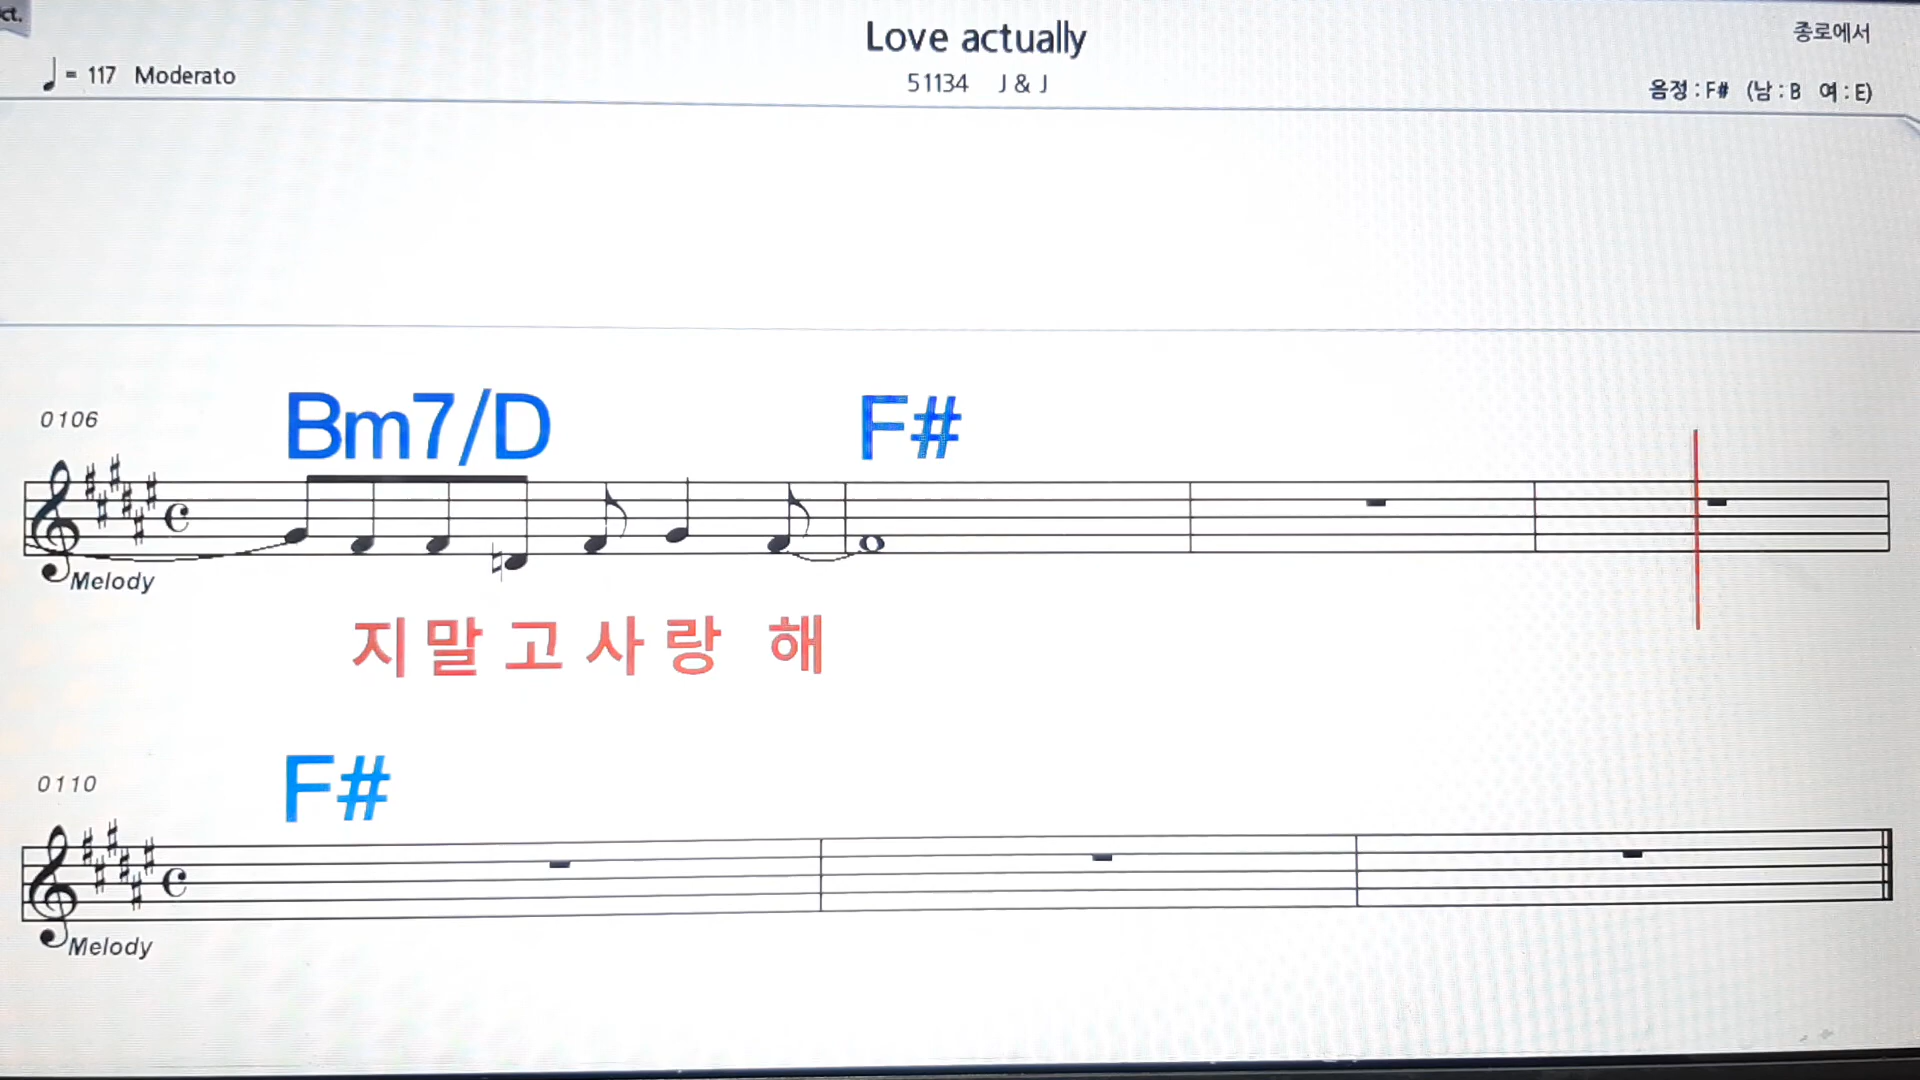 ct.
Love actually
종로에서
= 117 Moderato
51134 J & J
음정 : F# (남 : B 여 : E)
0106
Bm7/D F#
Melody
지 말 고 사 랑 해
0110
F#
Melody